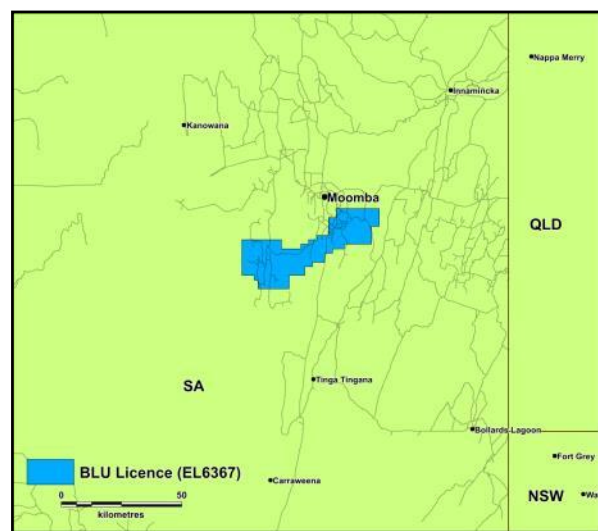 Nappa Merry
Innamincka
Kanowana
Moomba
QLD
SA
Tinga Tingana
Bollards Lagoon
BLU Licence (EL6367)
Fort Grey
Carraweena
0 50
kilometres
NSW
Wa